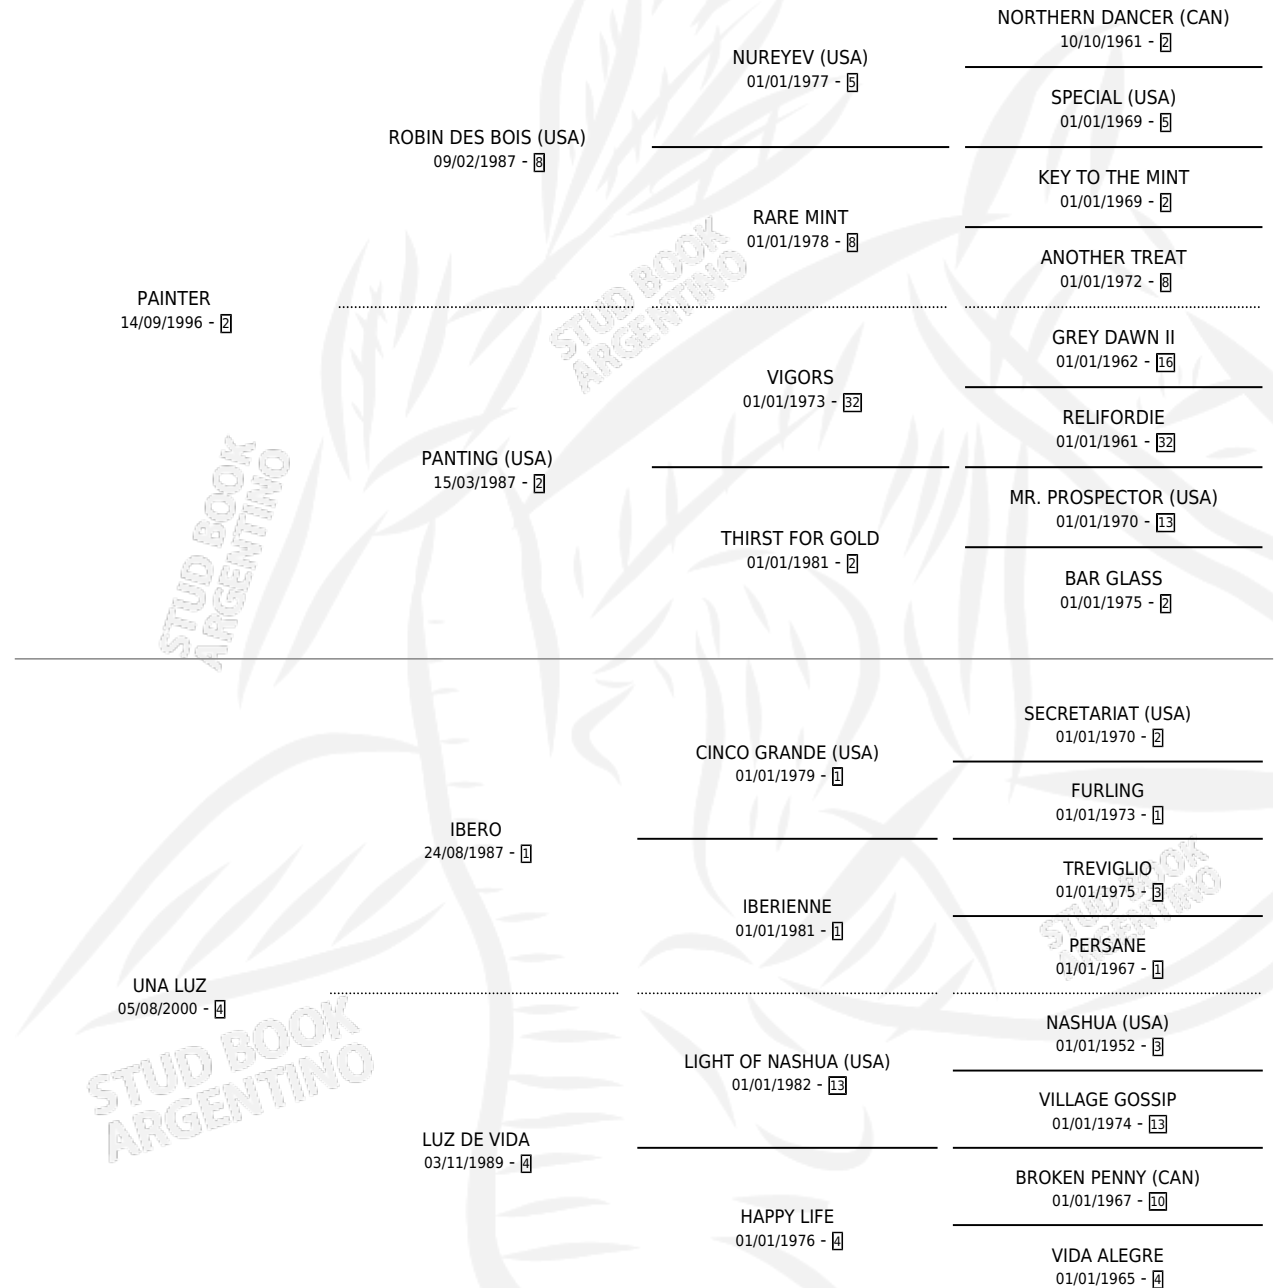 NORTHERN DANCER (CAN)
10/10/1961 - 2
NUREYEV (USA)
01/01/1977 - 5
SPECIAL (USA)
01/01/1969 - 5
ROBIN DES BOIS (USA)
09/02/1987 - 8
KEY TO THE MINT
01/01/1969 - 2
RARE MINT
01/01/1978 - 8
ANOTHER TREAT
01/01/1972 - 8
PAINTER
14/09/1996 - 2
GREY DAWN II
01/01/1962 - 16
VIGORS
01/01/1973 - 32
RELIFORDIE
01/01/1961 - 32
PANTING (USA)
15/03/1987 - 2
MR. PROSPECTOR (USA)
01/01/1970 - 13
THIRST FOR GOLD
01/01/1981 - 2
BAR GLASS
01/01/1975 - 2
SECRETARIAT (USA)
01/01/1970 - 2
CINCO GRANDE (USA)
01/01/1979 - 1
FURLING
01/01/1973 - 1
IBERO
24/08/1987 - 1
TREVIGLIO
01/01/1975 - 3
IBERIENNE
01/01/1981 - 1
PERSANE
01/01/1967 - 1
UNA LUZ
05/08/2000 - 4
NASHUA (USA)
01/01/1952 - 3
LIGHT OF NASHUA (USA)
01/01/1982 - 13
VILLAGE GOSSIP
01/01/1974 - 13
LUZ DE VIDA
03/11/1989 - 4
BROKEN PENNY (CAN)
01/01/1967 - 10
HAPPY LIFE
01/01/1976 - 4
VIDA ALEGRE
01/01/1965 - 4
STUD BOOK
ARGENTINO
STUD BOOK
ARGENTINO
STUD BOOK
ARGENTINO
STUD BOOK
ARGENTINO